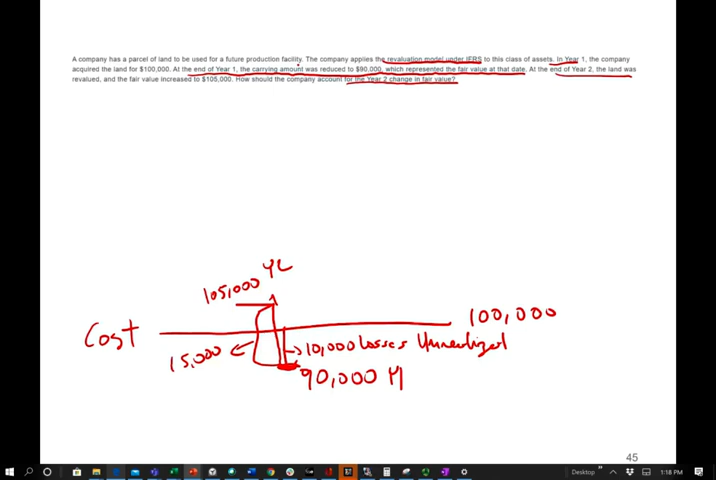 A company has a parcel of land to be used for a future production facility. The company applies the revaluation model under IFRS to this class of assets. In Year 1, the company
acquired the land for $100,000. At the end of Year 1, the carrying amount was reduced to $90,000, which represented the fair value at that date. At the end of Year 2, the land was
revalued, and the fair value increased to $105,000. How should the company account for the Year 2 change in fair value?
105,000 Y2
Cost
100,000
15,000
10,000 losses Unrealized
90,000 Y1
45
Desktop
1:18 PM